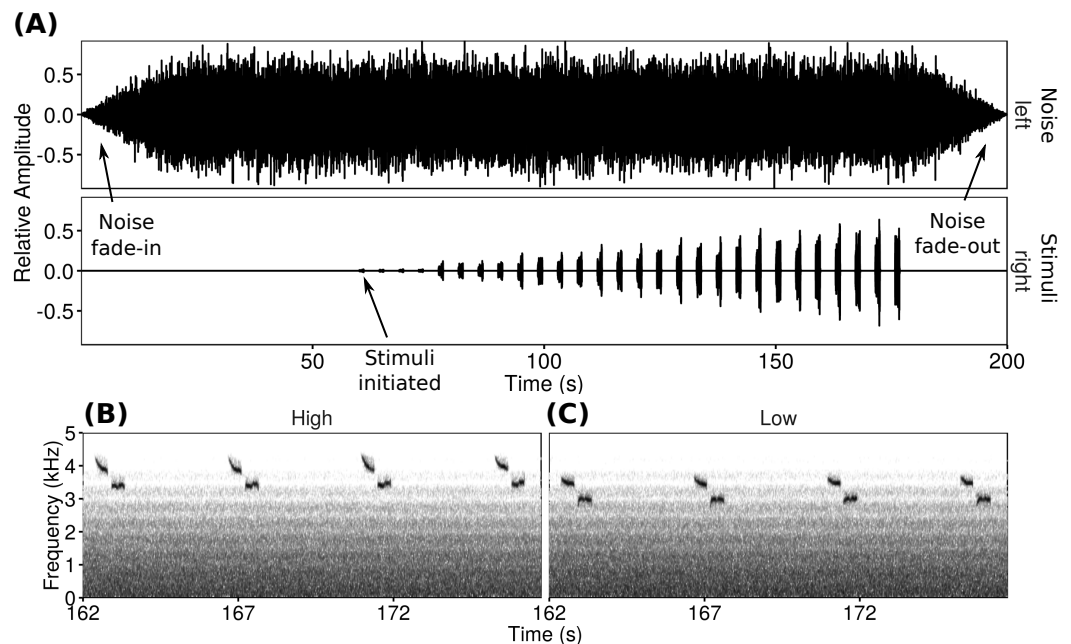 (A)
Relative Amplitude
0.5
0.0
-0.5
Noise
left
Noise
fade-in
Noise
fade-out
0.5
0.0
-0.5
Stimuli
right
Stimuli
initiated
50
100
150
200
Time (s)
(B)
High
(C)
Low
Frequency (kHz)
5
4
3
2
1
0
162
167
172
162
167
172
Time (s)